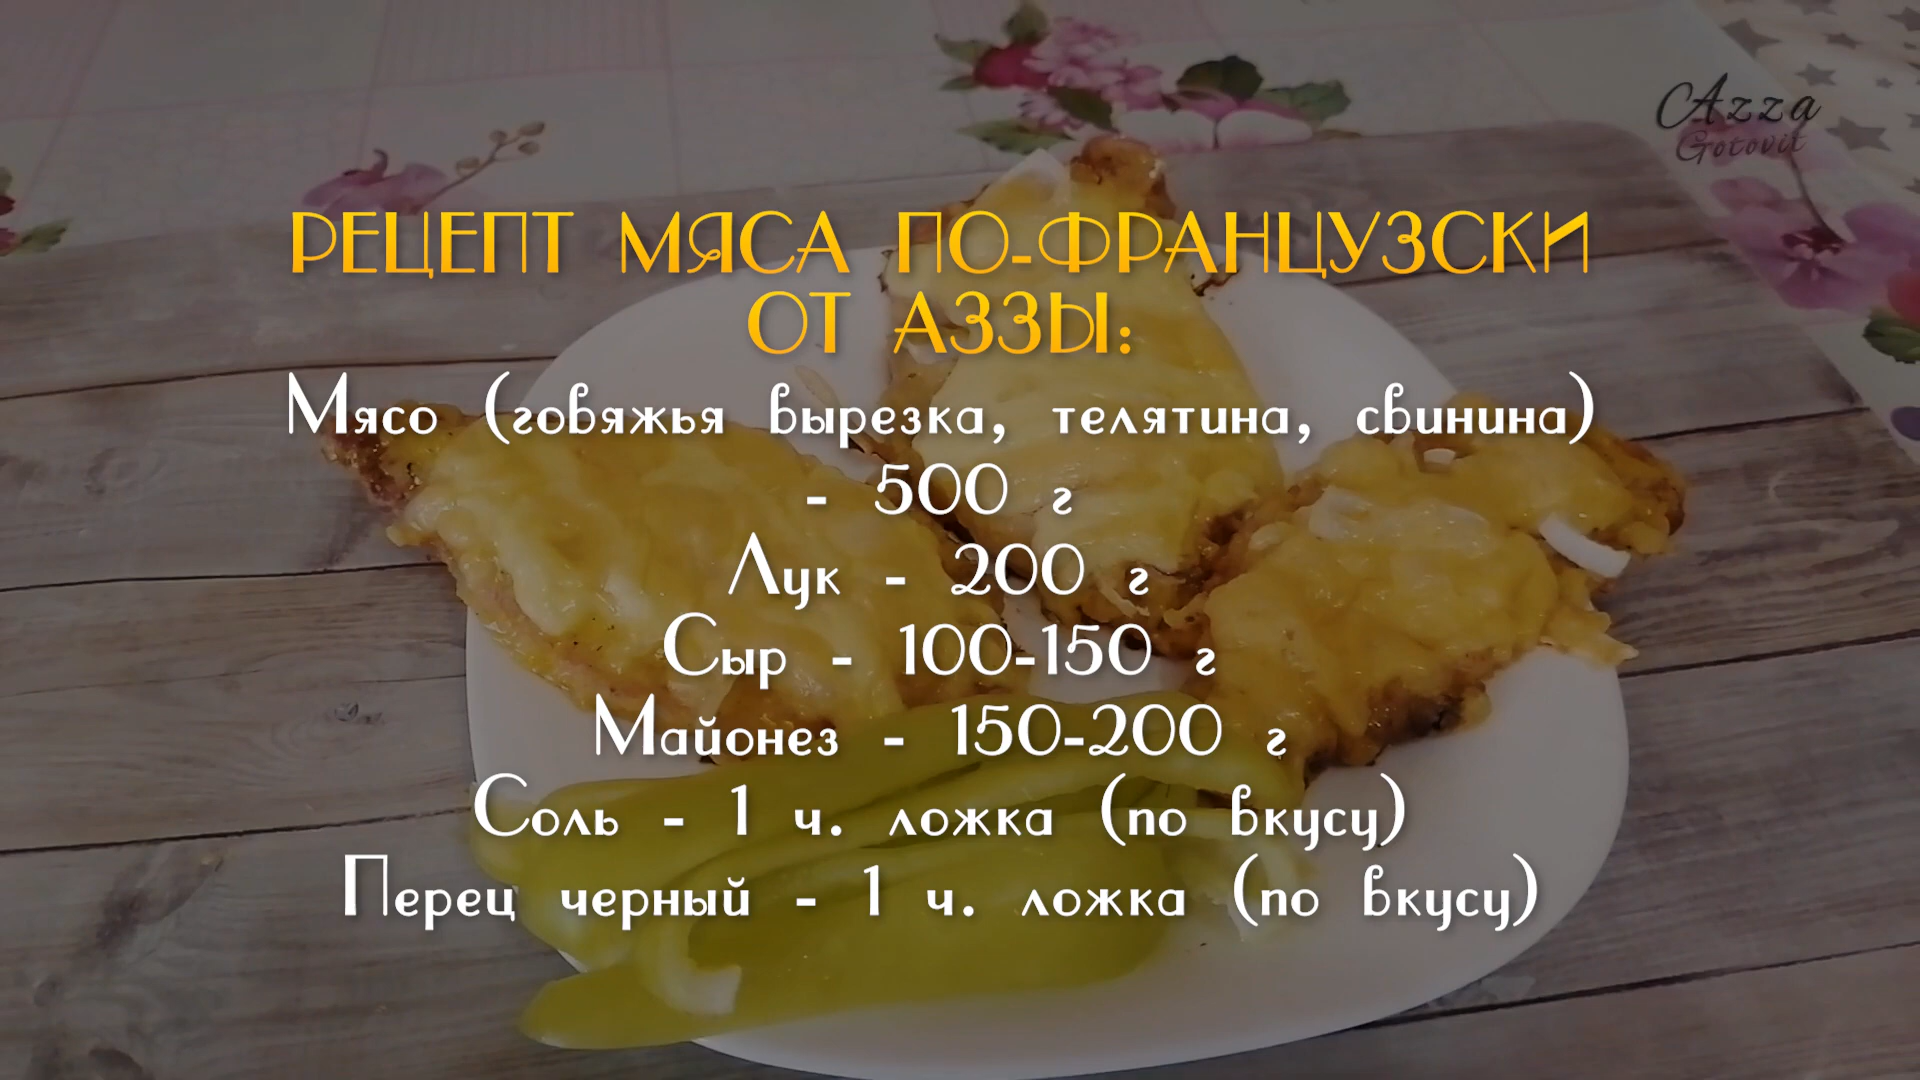 Azza
Gotovit
РЕЦЕПТ МЯСА ПО-ФРАНЦУЗСКИ
ОТ АЗЗЫ:
Мясо (говяжья вырезка, телятина, свинина)
- 500 г
Лук - 200 г
Сыр - 100-150 г
Майонез - 150-200 г
Соль - 1 ч. ложка (по вкусу)
Перец черный - 1 ч. ложка (по вкусу)